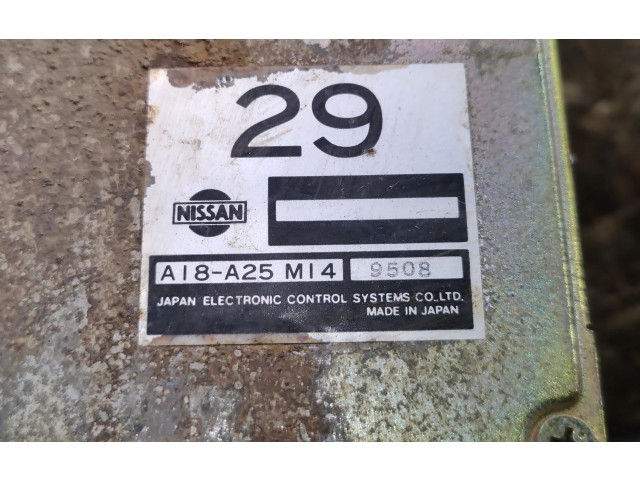 29
NISSAN
A18-A25 M14 9508
JAPAN ELECTRONIC CONTROL SYSTEMS CO.,LTD.
MADE IN JAPAN